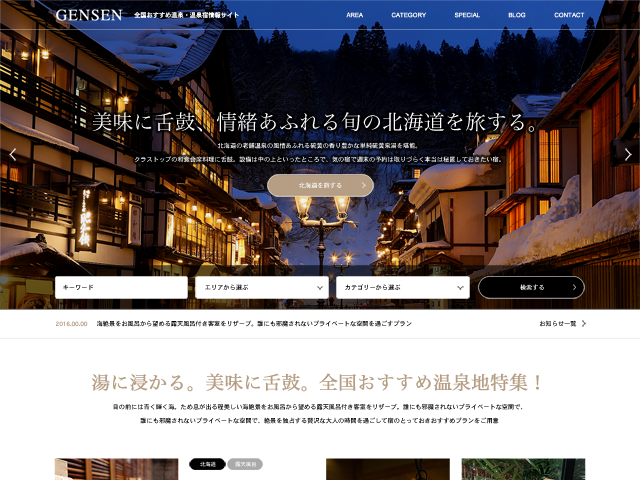 GENSEN 全国おすすめ温泉・温泉宿情報サイト AREA CATEGORY SPECIAL BLOG CONTACT
美味に舌鼓、情緒あふれる旬の北海道を旅する。
北海道の老舗温泉の風情あふれる硫黄の香り豊かな単純硫黄泉湯を堪能。
クラストップの和食会席料理に舌鼓。設備は中の上といったところで、気の宿で週末の予約は取りづらく本当は秘匿しておきたい宿。
北海道を旅する
キーワード エリアから選ぶ カテゴリーから選ぶ 検索する
2016.00.00 海絶景をお風呂から望める露天風呂付き客室をリザーブ。誰にも邪魔されないプライベートな空間を過ごすプラン お知らせ一覧
湯に浸かる。美味に舌鼓。全国おすすめ温泉地特集！
目の前には青く輝く海。ため息が出る程美しい海絶景をお風呂から望める露天風呂付き客室をリザーブ。誰にも邪魔されないプライベートな空間で、
誰にも邪魔されないプライベートな空間で、絶景を独占する贅沢な大人の時間を過ごして宿のとっておきおすすめプランをご用意
北海道 露天風呂